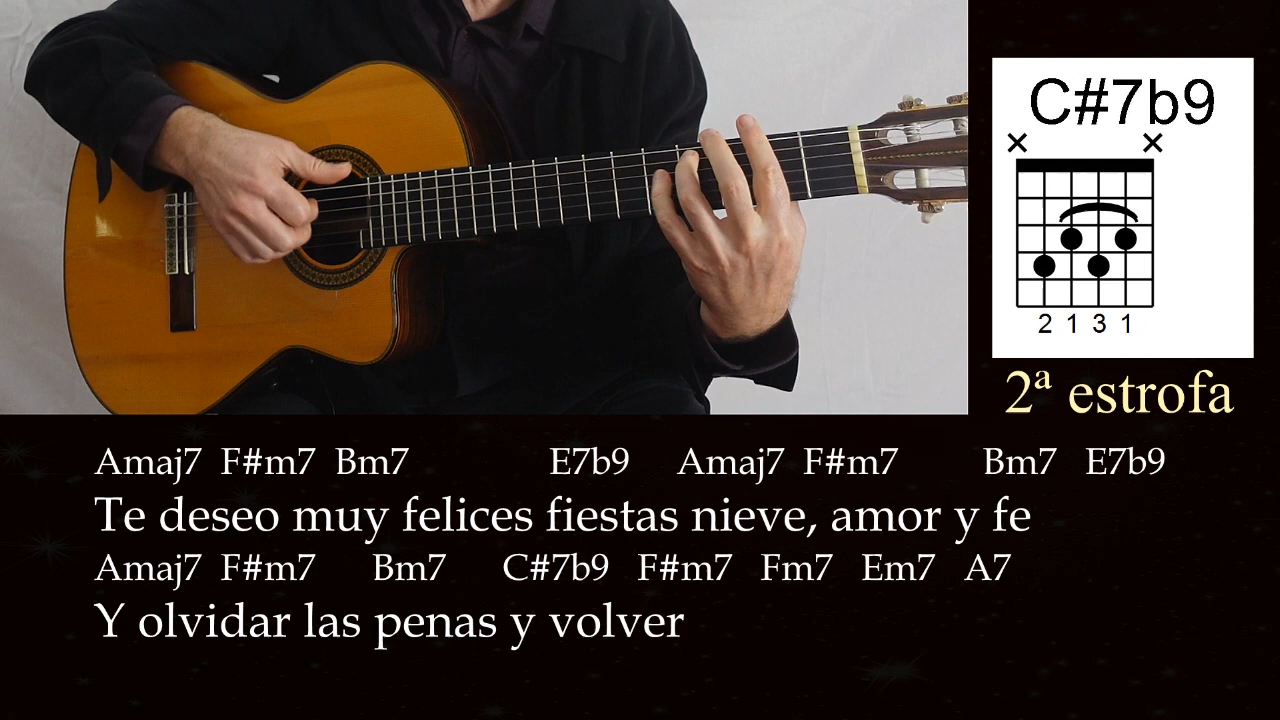 C#7b9
× ×
2 1 3 1
2ª estrofa
Amaj7 F#m7 Bm7 E7b9 Amaj7 F#m7 Bm7 E7b9
Te deseo muy felices fiestas nieve, amor y fe
Amaj7 F#m7 Bm7 C#7b9 F#m7 Fm7 Em7 A7
Y olvidar las penas y volver